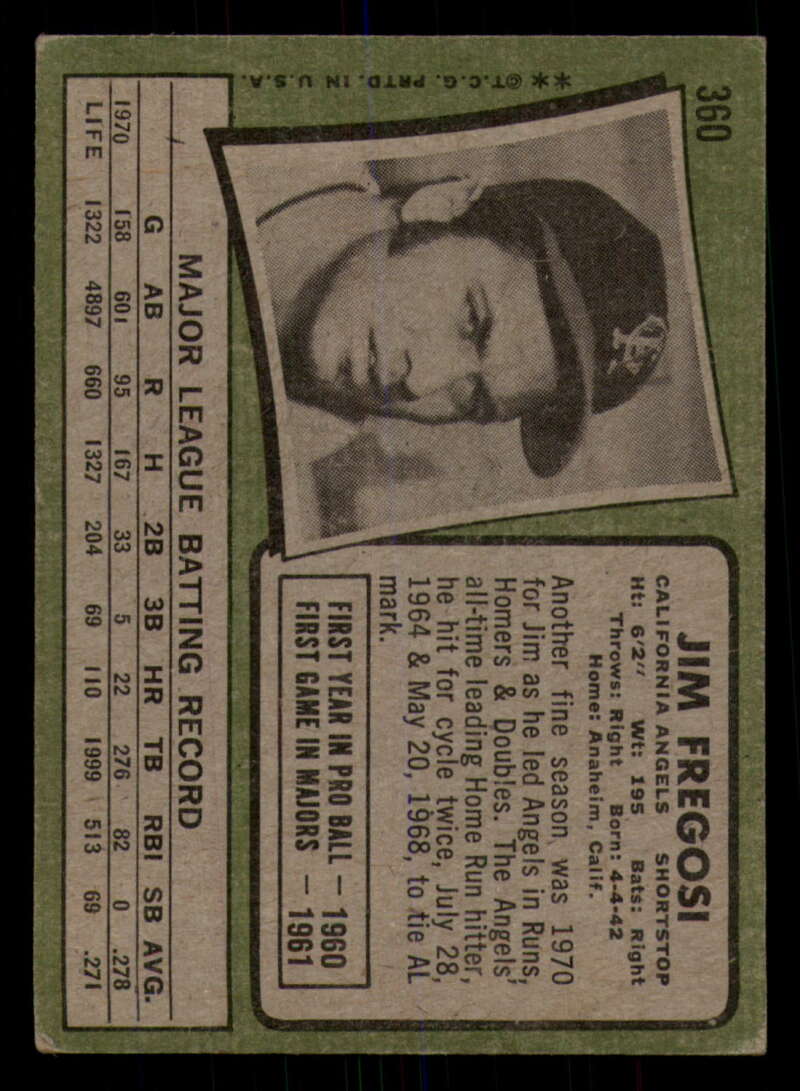 360
** ©T.C.G. PRTD. IN U.S.A.
JIM FREGOSI
CALIFORNIA ANGELS SHORTSTOP
Ht: 6'2" Wt: 195 Bats: Right
Throws: Right Born: 4-4-42
Home: Anaheim, Calif.
Another fine season was 1970
for Jim as he led Angels in Runs,
Homers & Doubles. The Angels'
all-time leading Home Run hitter,
he hit for cycle twice, July 28,
1964 & May 20, 1968, to tie AL
mark.
FIRST YEAR IN PRO BALL — 1960
FIRST GAME IN MAJORS — 1961
MAJOR LEAGUE BATTING RECORD
G AB R H 2B 3B HR TB RBI SB AVG.
1970 158 601 95 167 33 5 22 276 82 0 .278
LIFE 1322 4897 660 1327 204 69 110 1999 513 69 .271